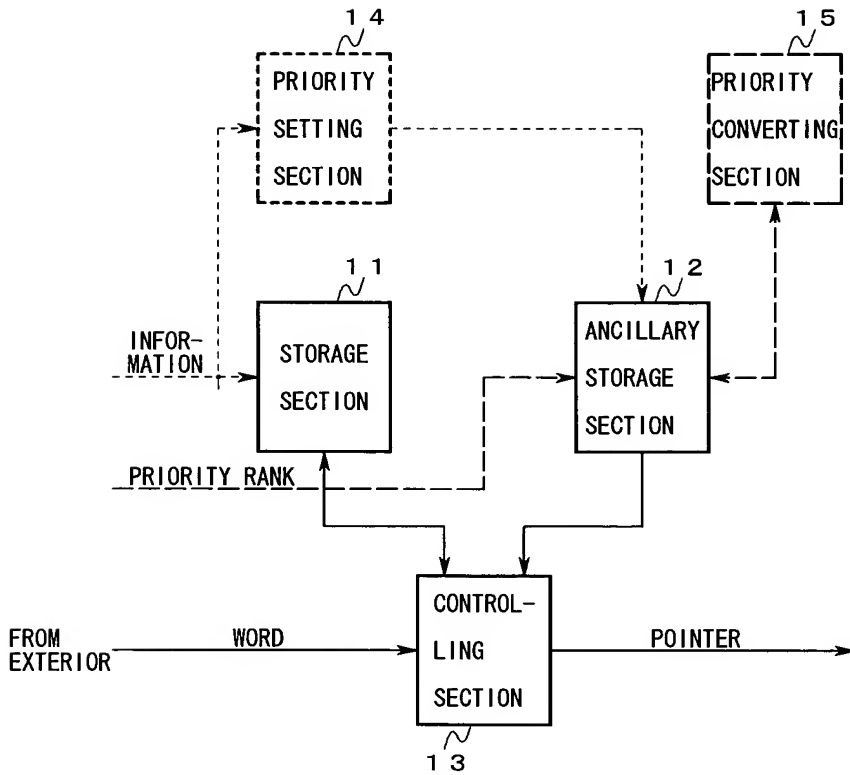 14
PRIORITY
SETTING
SECTION
15
PRIORITY
CONVERTING
SECTION
11
STORAGE
SECTION
12
ANCILLARY
STORAGE
SECTION
INFOR-
MATION
PRIORITY RANK
FROM
EXTERIOR
WORD
CONTROL-
LING
SECTION
POINTER
13